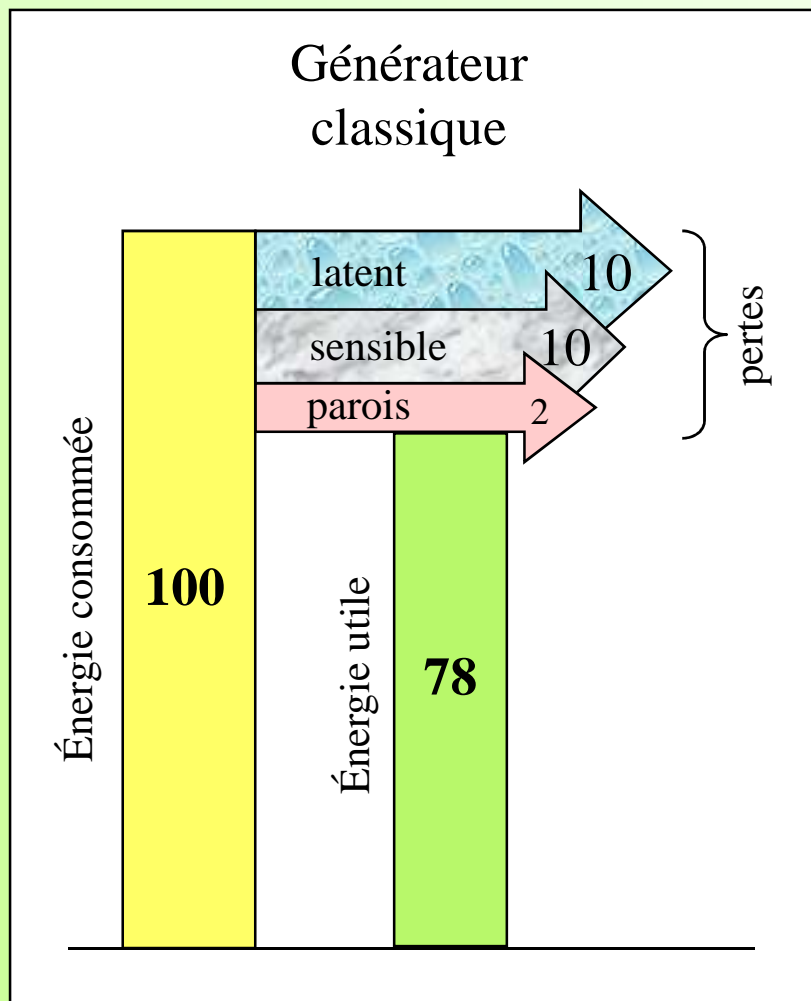 Générateur
classique
latent 10
sensible 10
parois 2
pertes
Énergie consommée
100
Énergie utile
78